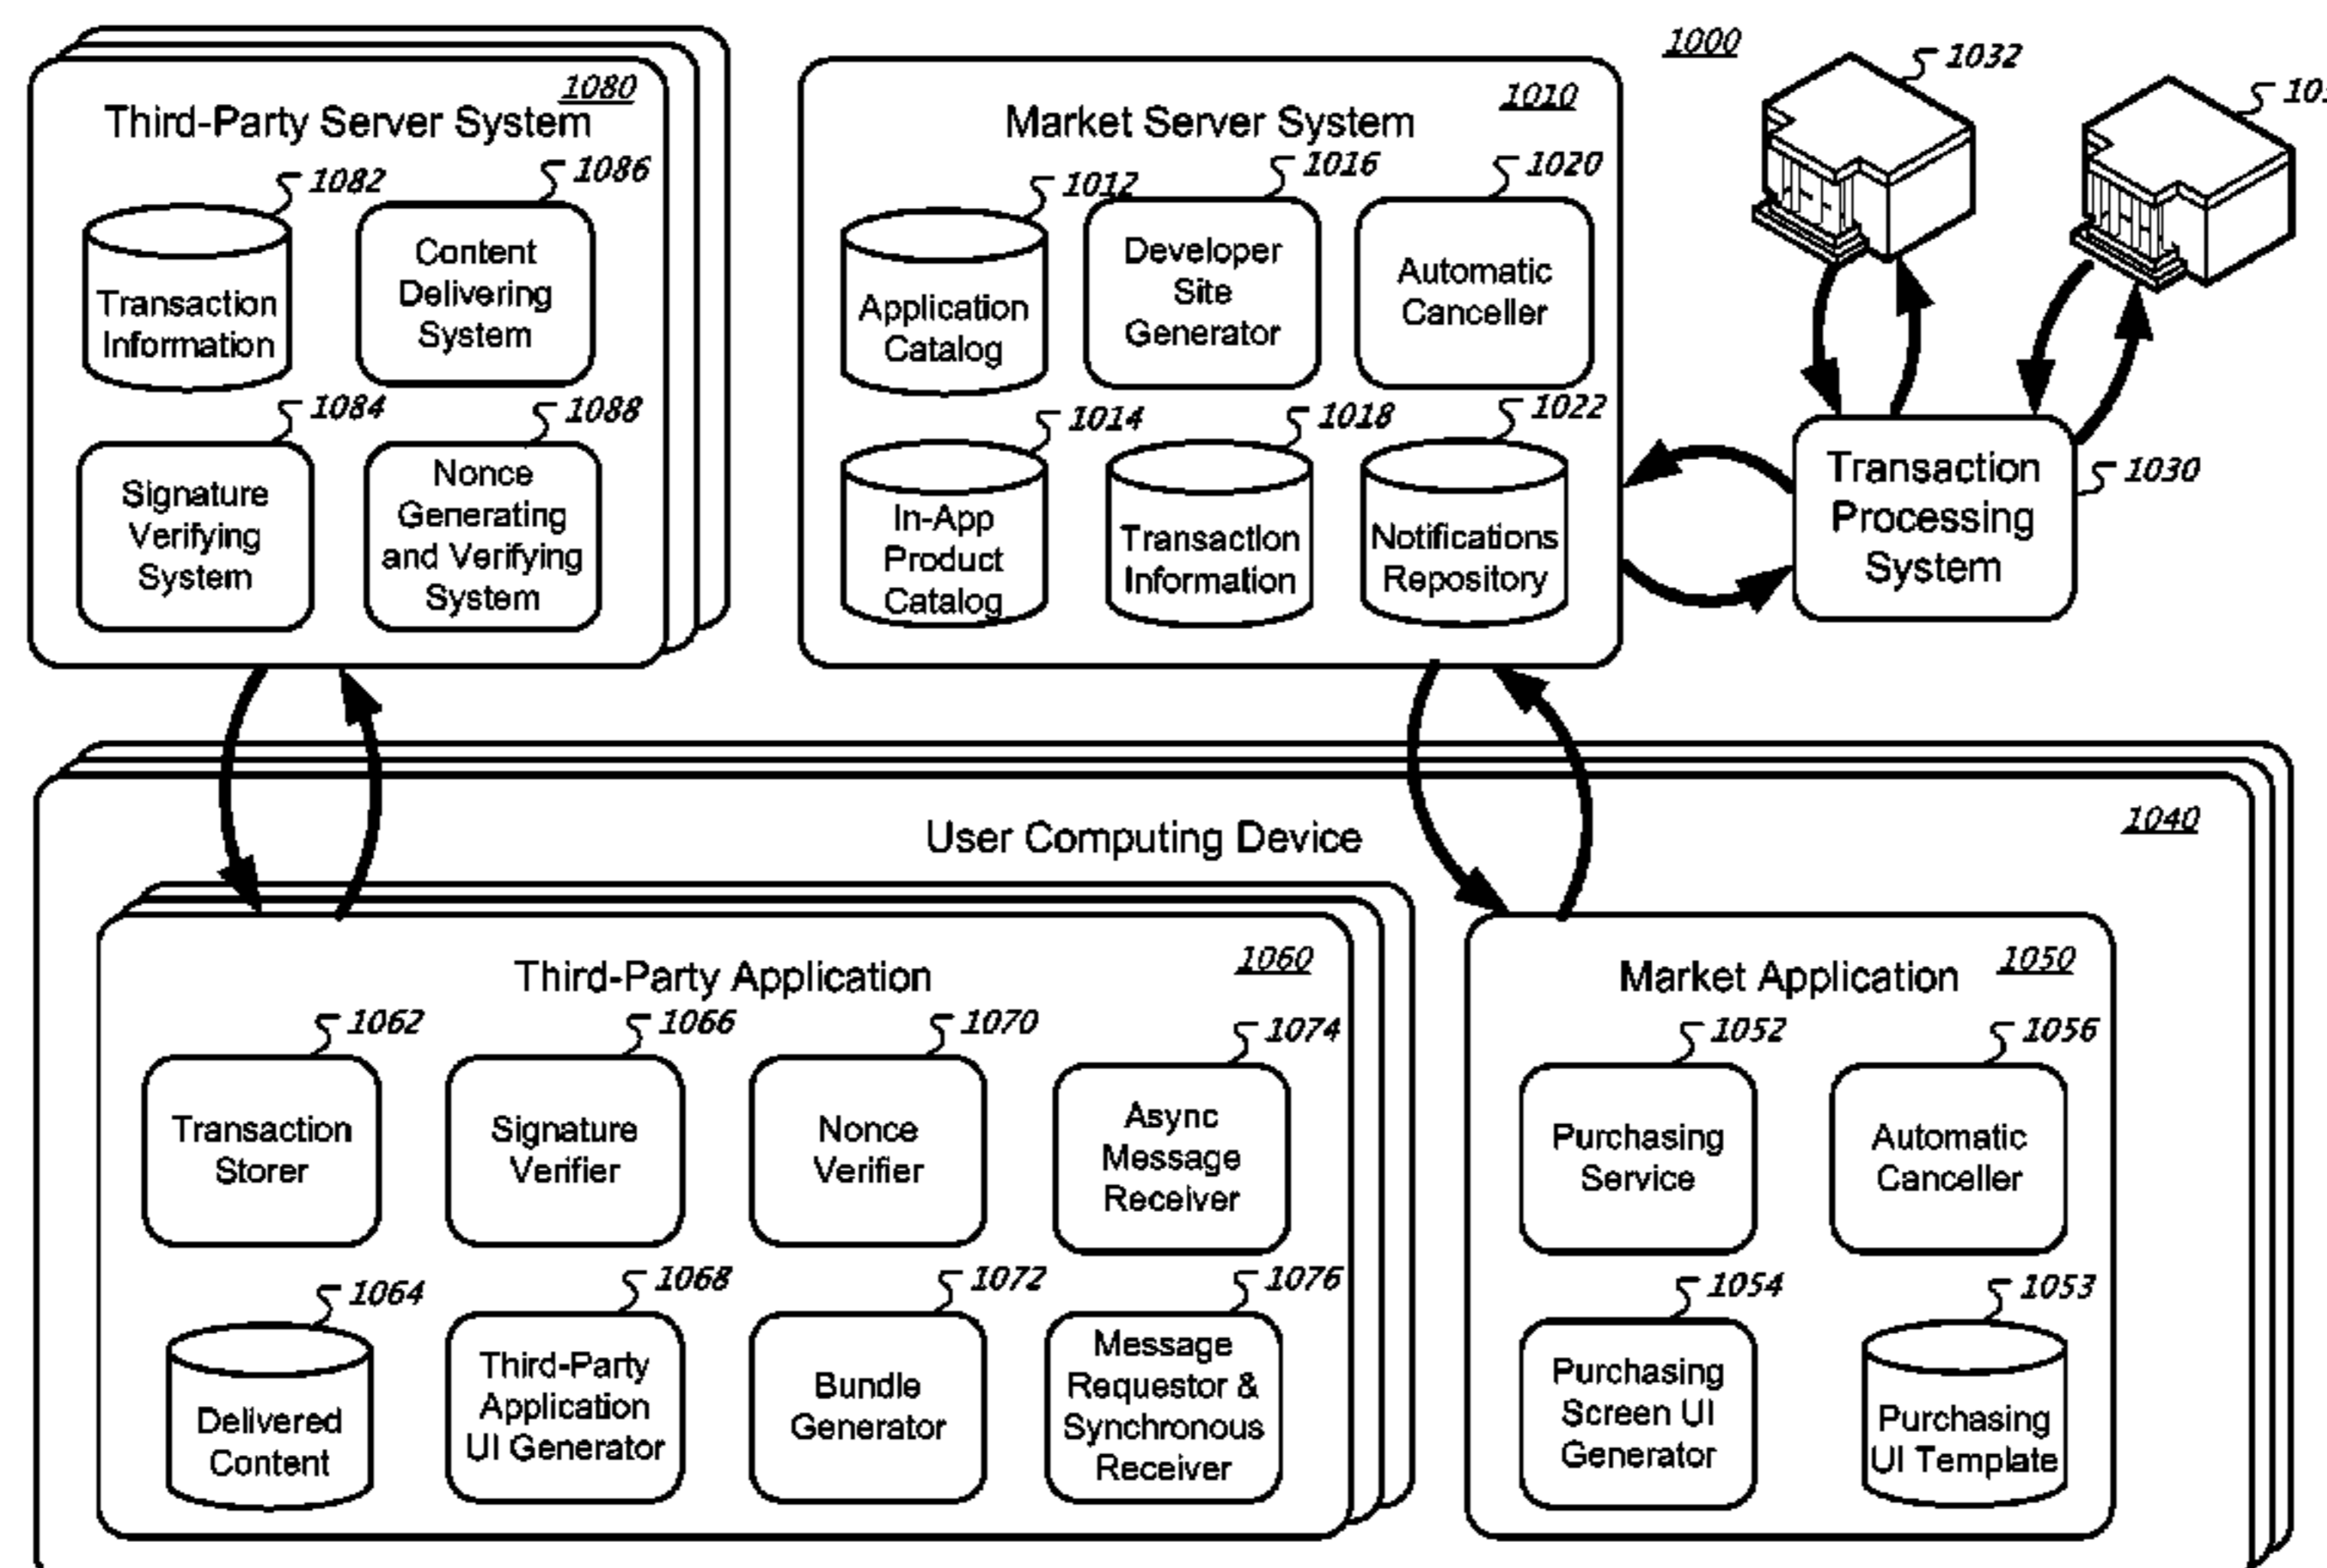 1000
1032
1080
Third-Party Server System
1082
1086
Transaction
Information
Content
Delivering
System
1084
1088
Signature
Verifying
System
Nonce
Generating
and Verifying
System
1010
Market Server System
1012
1016
1020
Application
Catalog
Developer
Site
Generator
Automatic
Canceller
1014
1018
1022
In-App
Product
Catalog
Transaction
Information
Notifications
Repository
Transaction
Processing
System
1030
User Computing Device
1040
Third-Party Application
1060
1062
1066
1070
1074
Transaction
Storer
Signature
Verifier
Nonce
Verifier
Async
Message
Receiver
1064
1068
1072
1076
Delivered
Content
Third-Party
Application
UI Generator
Bundle
Generator
Message
Requestor &
Synchronous
Receiver
Market Application
1050
1052
1056
Purchasing
Service
Automatic
Canceller
1054
1053
Purchasing
Screen UI
Generator
Purchasing
UI Template